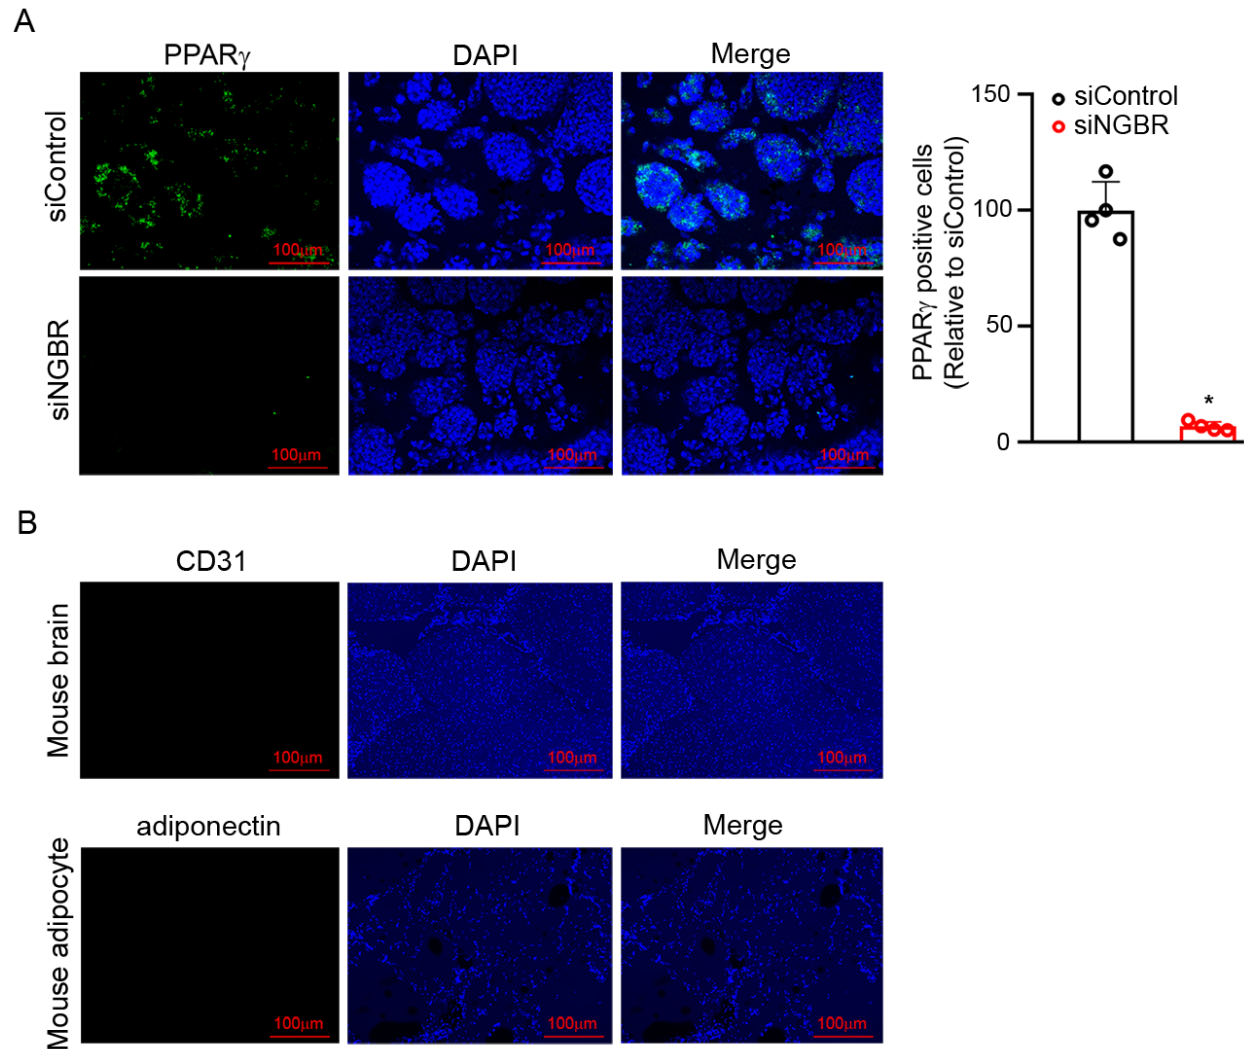 A
PPARγ DAPI Merge
siControl
100μm 100μm 100μm
siNGBR
100μm 100μm 100μm
PPARγ positive cells
(Relative to siControl)
150
100
50
0
siControl
siNGBR
*
B
CD31 DAPI Merge
Mouse brain
100μm 100μm 100μm
adiponectin DAPI Merge
Mouse adipocyte
100μm 100μm 100μm